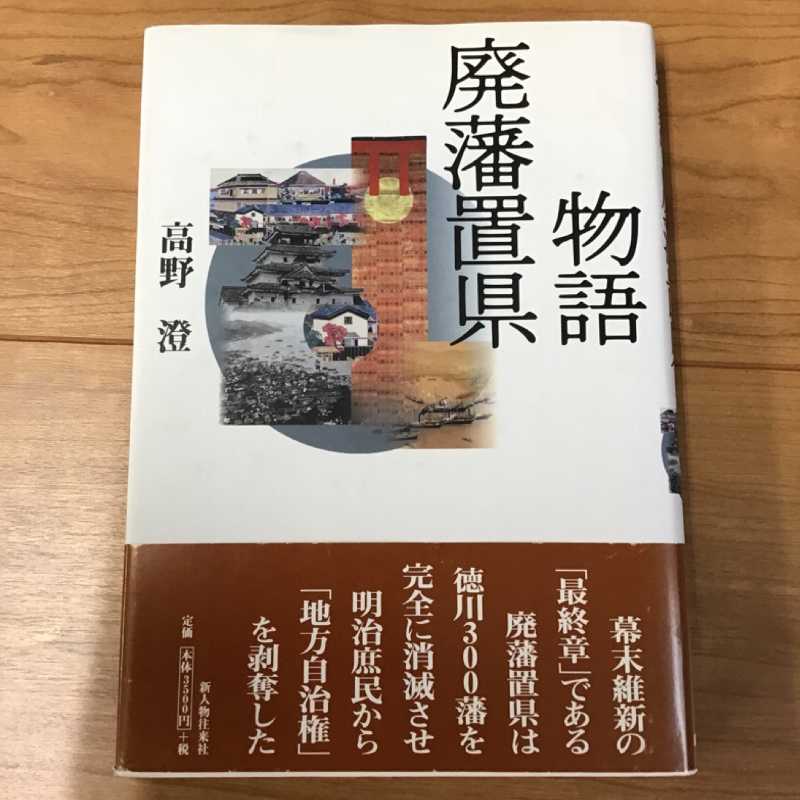 物語
廃藩置県
高野 澄
幕末維新の
「最終章」である
廃藩置県は
徳川300藩を
完全に消滅させ
明治庶民から
「地方自治権」
を剥奪した
新人物往来社
定価 本体3500円+税